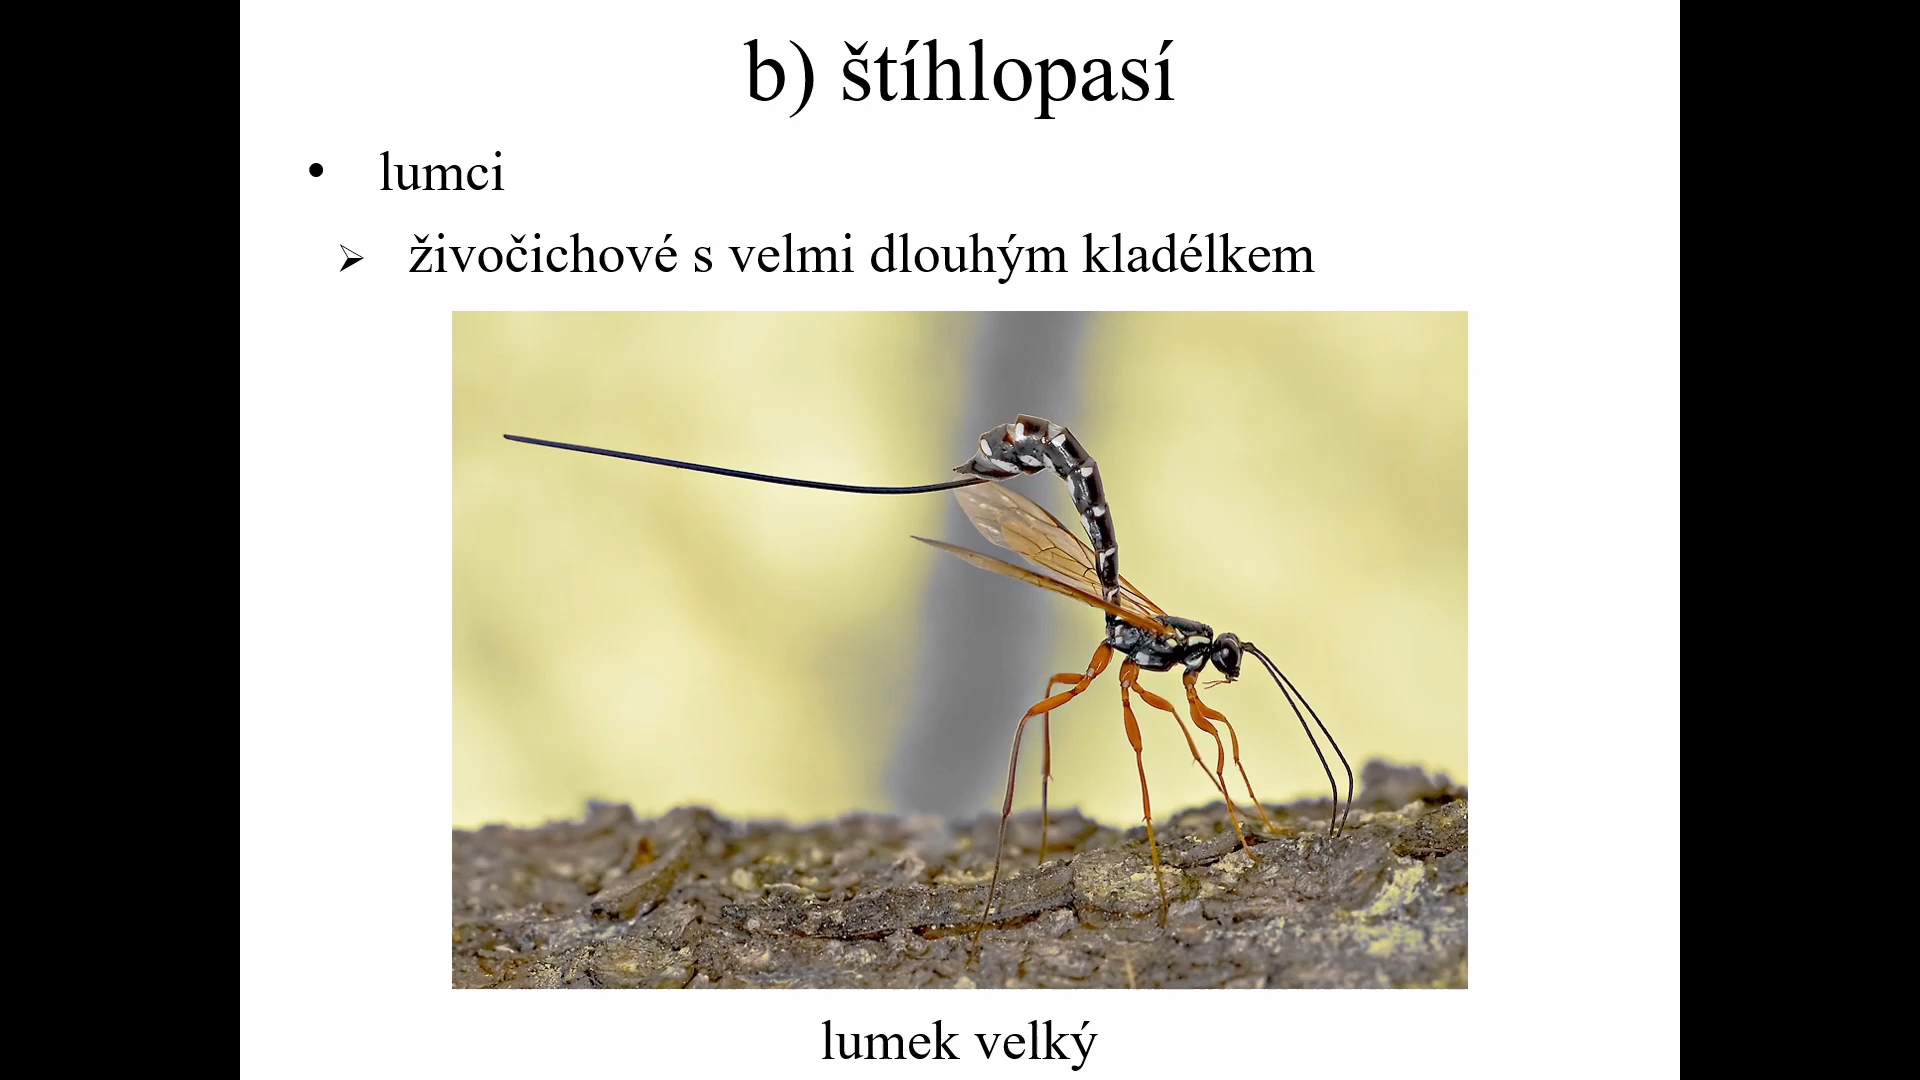 b) štíhlopasí
• lumci
➢ živočichové s velmi dlouhým kladélkem
lumek velký